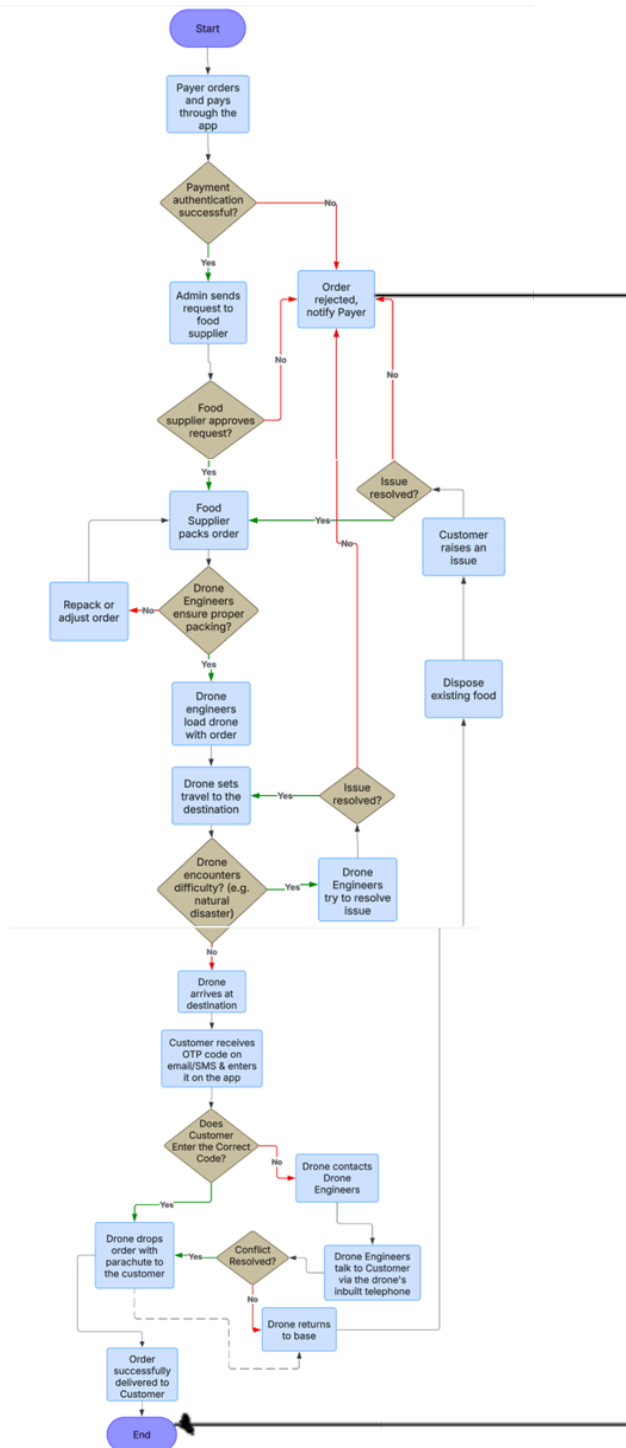 Start
Payer orders
and pays
through the
app
Payment
authentication
successful?
No
Yes
Order
rejected,
notify Payer
Admin sends
request to
food
supplier
No
No
Food
supplier approves
request?
Yes
Issue
resolved?
Food
Supplier
packs order
Yes
Customer
raises an
issue
No
Drone
Engineers
ensure proper
packing?
No
Repack or
adjust order
Yes
Dispose
existing food
Drone
engineers
load drone
with order
Drone sets
travel to the
destination
Yes
Issue
resolved?
Drone
encounters
difficulty? (e.g.
natural
disaster)
Yes
Drone
Engineers
try to resolve
issue
No
Drone
arrives at
destination
Customer receives
OTP code on
email/SMS & enters
it on the app
Does
Customer
Enter the Correct
Code?
No
Drone contacts
Drone
Engineers
Yes
Drone drops
order with
parachute to
the customer
Yes
Conflict
Resolved?
Drone Engineers
talk to Customer
via the drone's
inbuilt telephone
No
Drone returns
to base
Order
successfully
delivered to
Customer
End